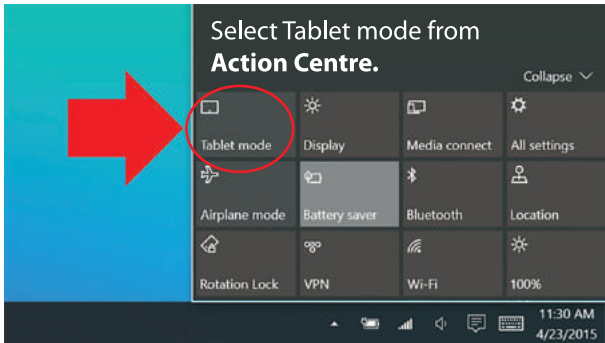 Select Tablet mode from
Action Centre.
Collapse
Tablet mode Display Media connect All settings
Airplane mode Battery saver Bluetooth Location
Rotation Lock VPN Wi-Fi 100%
11:30 AM
4/23/2015